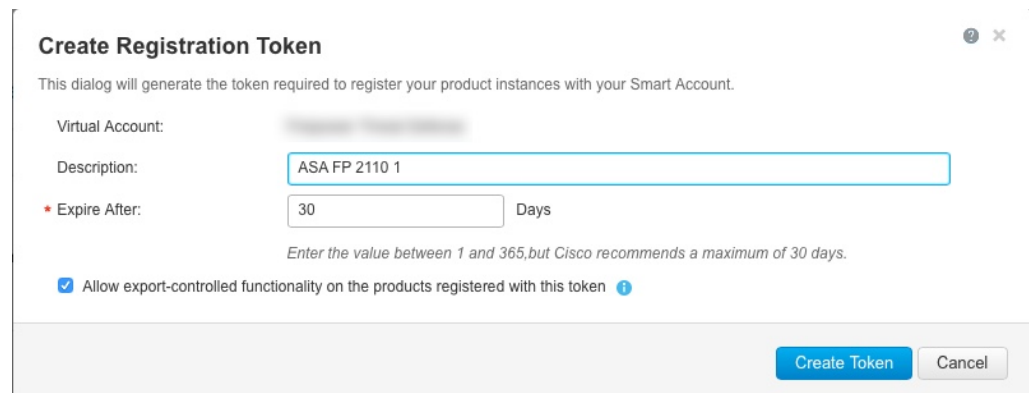 Create Registration Token
This dialog will generate the token required to register your product instances with your Smart Account.
Virtual Account:
Description: ASA FP 2110 1
* Expire After: 30 Days
Enter the value between 1 and 365,but Cisco recommends a maximum of 30 days.
Allow export-controlled functionality on the products registered with this token
Create Token Cancel